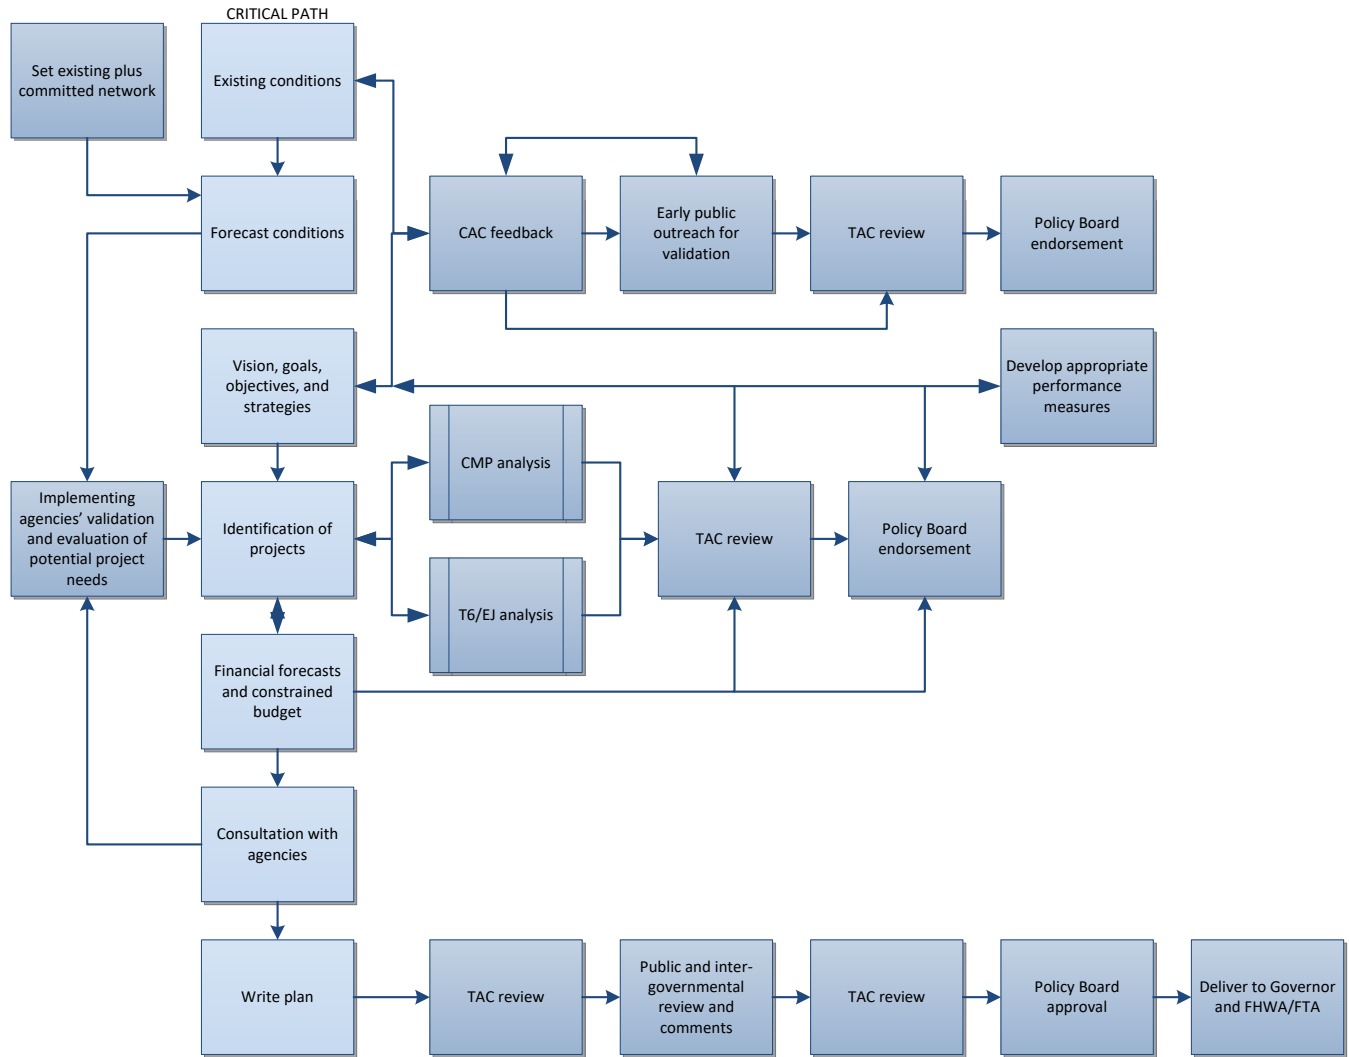 CRITICAL PATH
Set existing plus
committed network
Existing conditions
Forecast conditions
CAC feedback
Early public
outreach for
validation
TAC review
Policy Board
endorsement
Vision, goals,
objectives, and
strategies
Develop appropriate
performance
measures
CMP analysis
Implementing
agencies’ validation
and evaluation of
potential project
needs
Identification of
projects
TAC review
Policy Board
endorsement
T6/EJ analysis
Financial forecasts
and constrained
budget
Consultation with
agencies
Write plan
TAC review
Public and inter-
governmental
review and
comments
TAC review
Policy Board
approval
Deliver to Governor
and FHWA/FTA